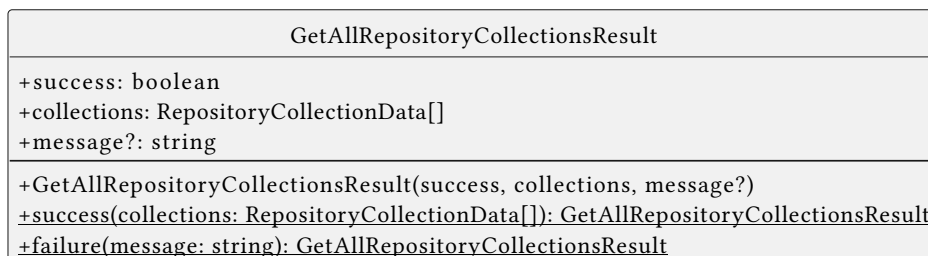 GetAllRepositoryCollectionsResult
+success: boolean
+collections: RepositoryCollectionData[]
+message?: string
+GetAllRepositoryCollectionsResult(success, collections, message?)
+success(collections: RepositoryCollectionData[]): GetAllRepositoryCollectionsResult
+failure(message: string): GetAllRepositoryCollectionsResult